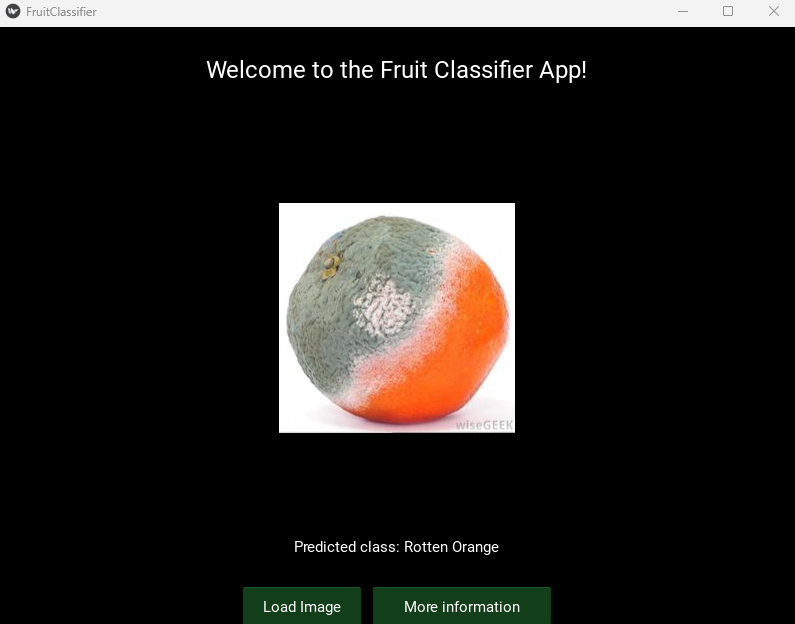 FruitClassifier
Welcome to the Fruit Classifier App!
wiseGEEK
Predicted class: Rotten Orange
Load Image
More information